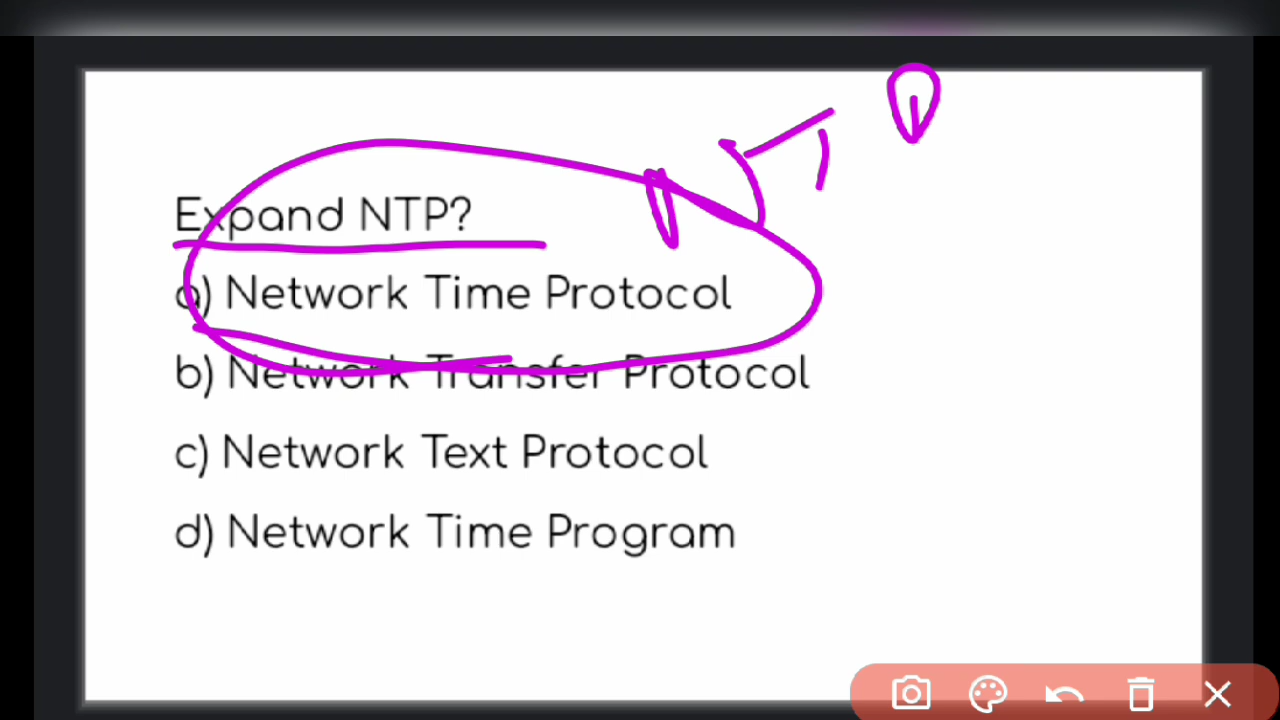 Expand NTP?
a) Network Time Protocol
b) Network Transfer Protocol
c) Network Text Protocol
d) Network Time Program